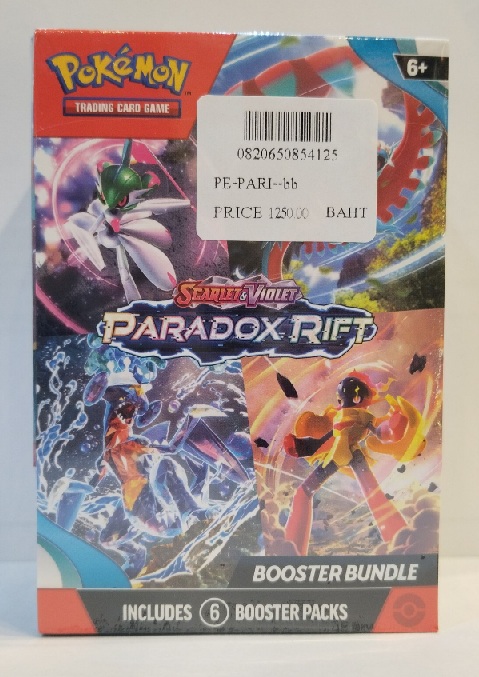 POKéMON
TRADING CARD GAME
6+
0820650854125
PE-PARI--bb
PRICE 1250.00 BAHT
SCARLET & VIOLET
PARADOX RIFT
BOOSTER BUNDLE
INCLUDES 6 BOOSTER PACKS